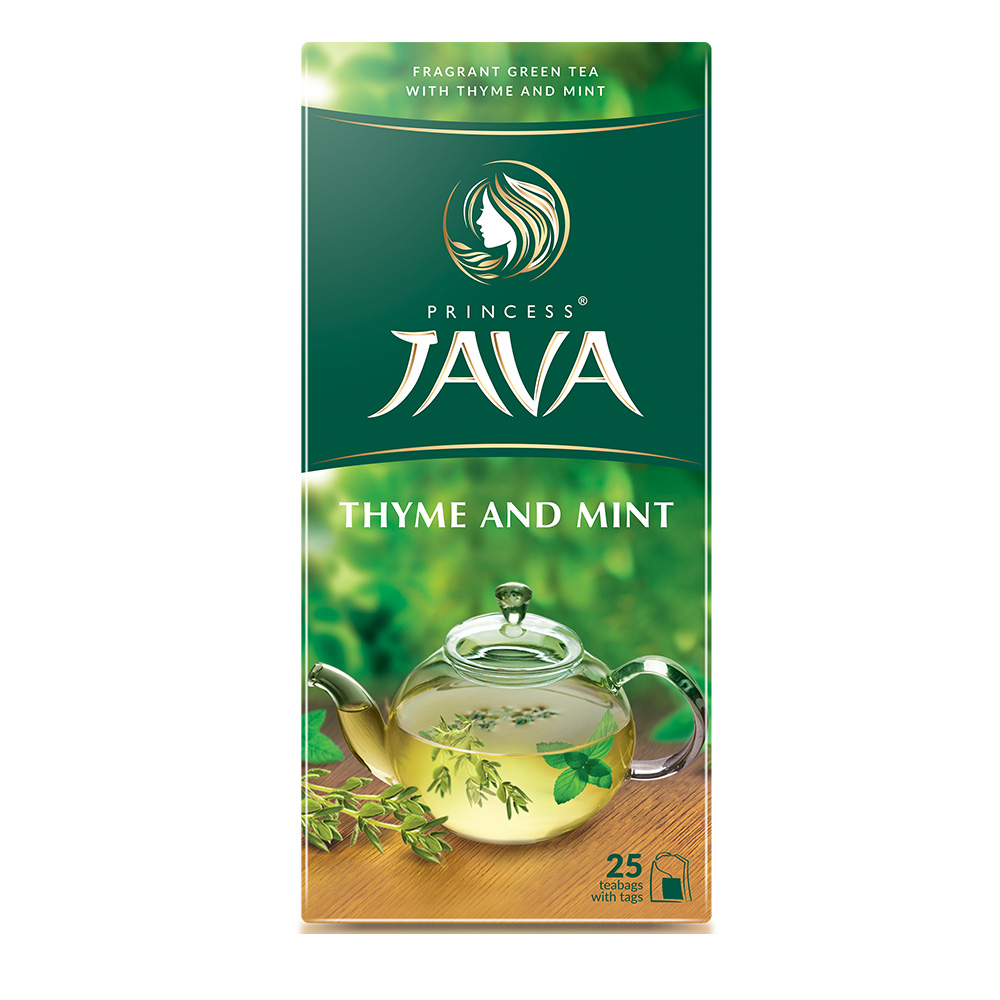 FRAGRANT GREEN TEA
WITH THYME AND MINT
PRINCESS®
JAVA
THYME AND MINT
25
teabags
with tags